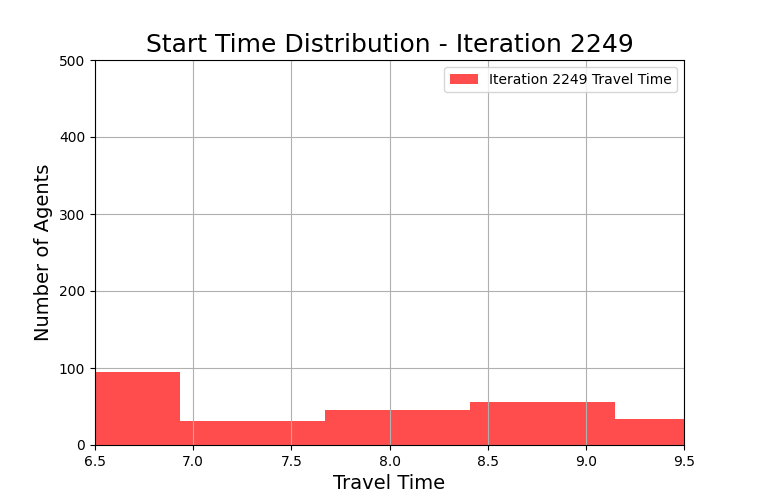 Start Time Distribution - Iteration 2249
Iteration 2249 Travel Time
500
400
300
200
100
0
Number of Agents
6.5 7.0 7.5 8.0 8.5 9.0 9.5
Travel Time